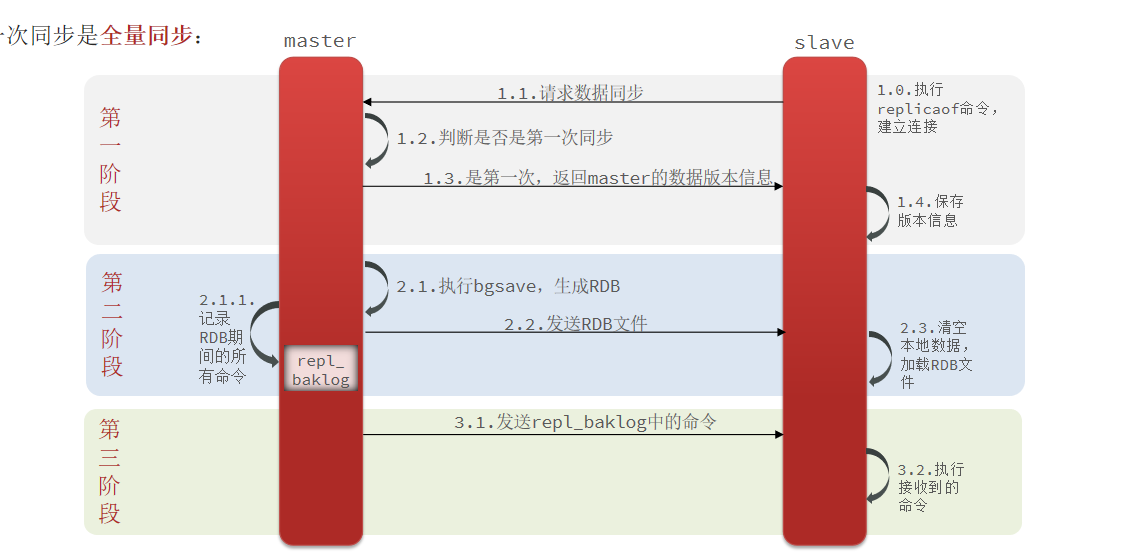 一次同步是全量同步：
master
slave
第
一
阶
段
1.0.执行
replicaof命令，
建立连接
1.1.请求数据同步
1.2.判断是否是第一次同步
1.3.是第一次，返回master的数据版本信息
1.4.保存
版本信息
第
二
阶
段
2.1.执行bgsave，生成RDB
2.1.1.
记录
RDB期
间的所
有命令
repl_
baklog
2.2.发送RDB文件
2.3.清空
本地数据，
加载RDB文
件
第
三
阶
段
3.1.发送repl_baklog中的命令
3.2.执行
接收到的
命令